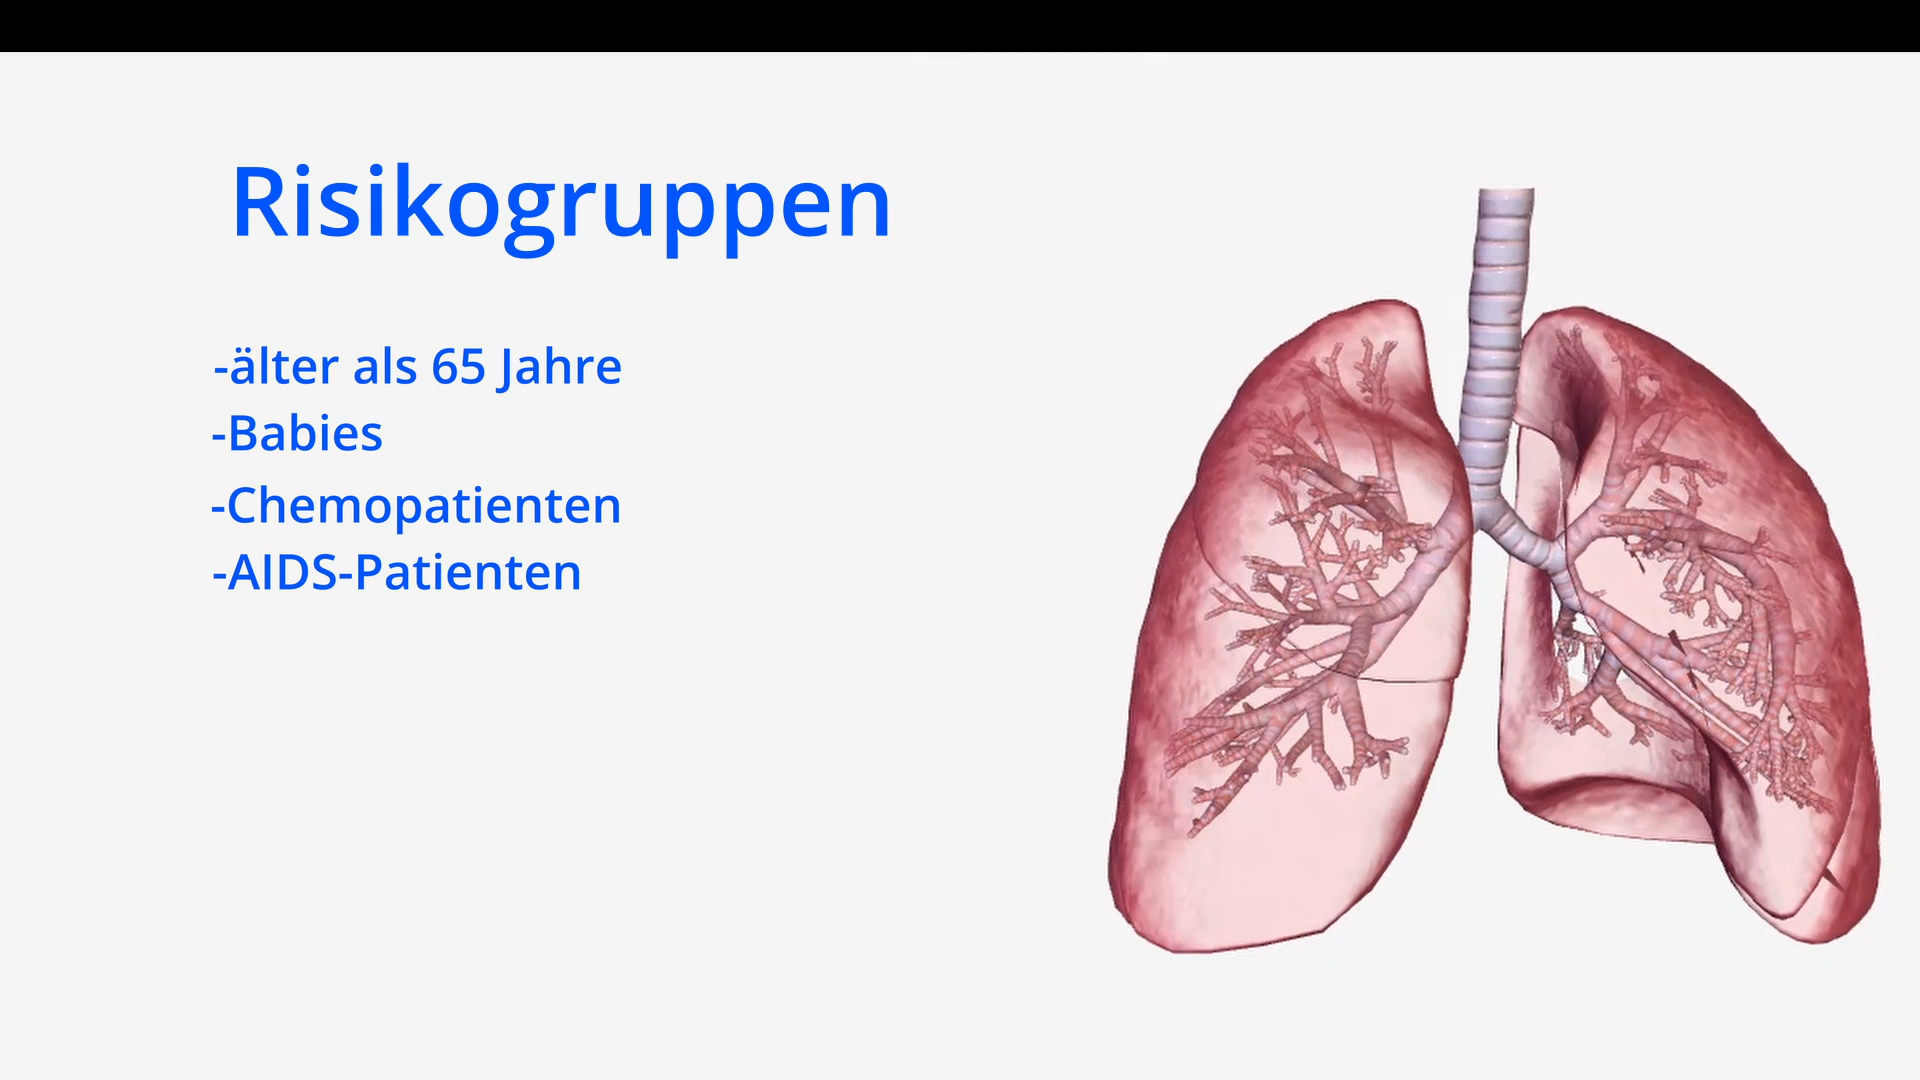 Risikogruppen
-älter als 65 Jahre
-Babies
-Chemopatienten
-AIDS-Patienten